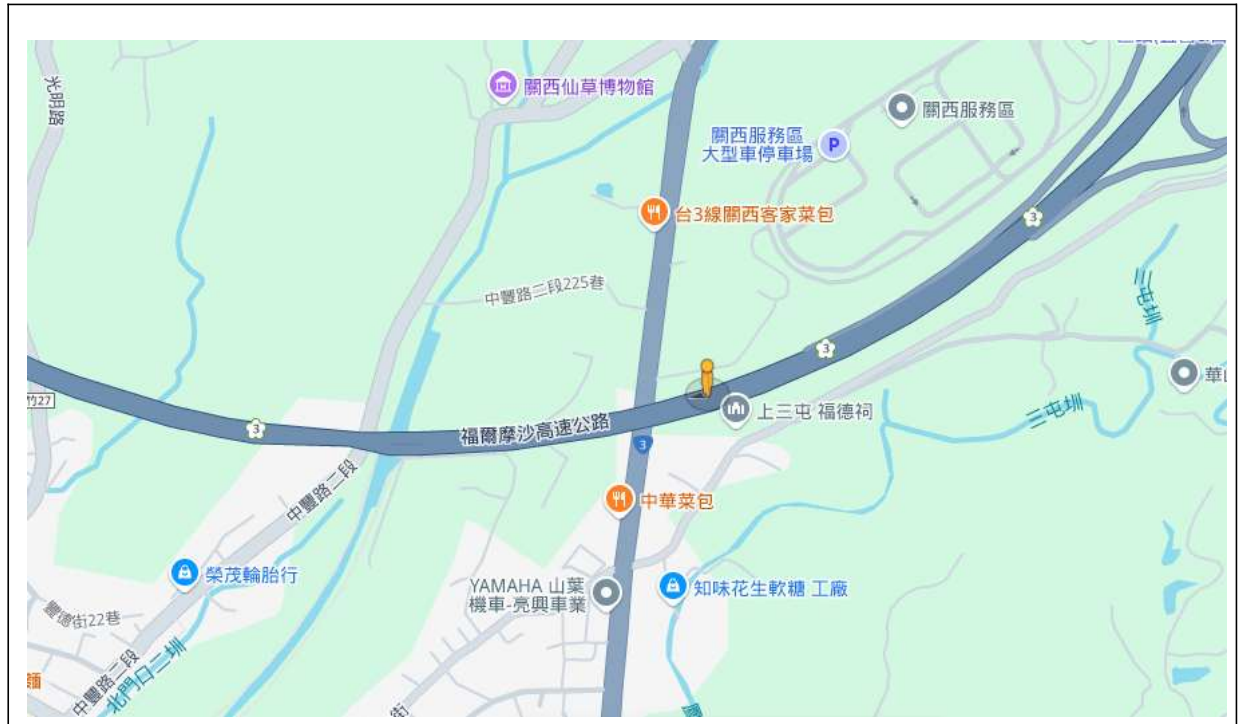 光明路
關西仙草博物館
關西服務區
關西服務區
大型車停車場
P
台3線關西客家菜包
3
中豐路二段225巷
三屯圳
3
竹27
3
福爾摩沙高速公路
3
上三屯 福德祠
三屯圳
中華菜包
中豐路二段
榮茂輪胎行
YAMAHA 山葉
機車-亮興車業
知味花生軟糖 工廠
豐德街22巷
中豐路二段
北門口二圳
麵
街